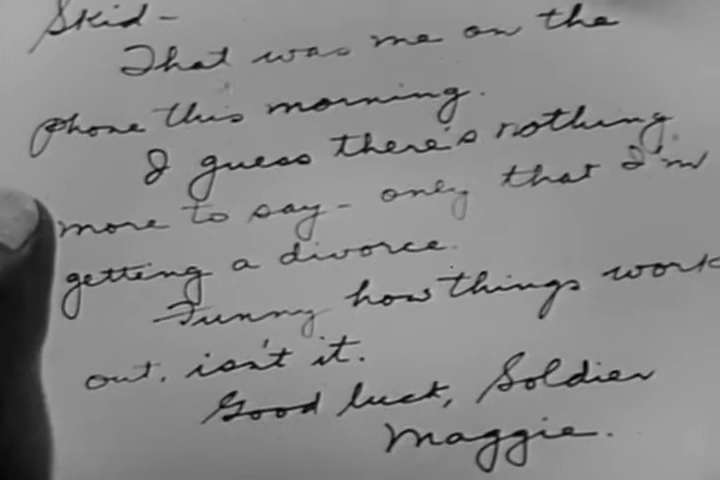 Skid -
That was me on the
phone this morning.
I guess there's nothing
more to say - only that I'm
getting a divorce.
Funny how things work
out, isn't it.
Good luck, Soldier
Maggie.